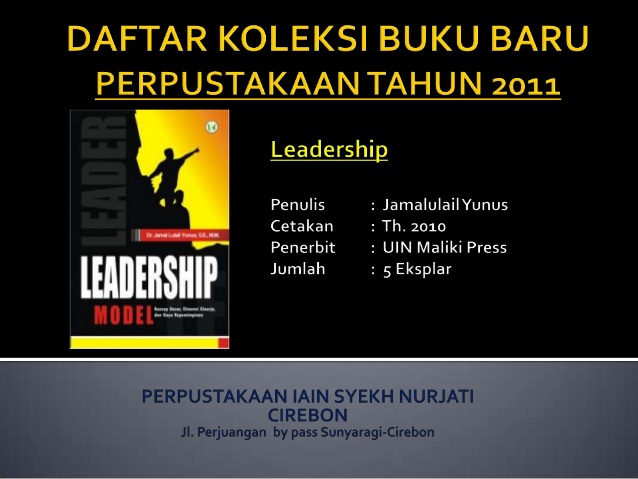 DAFTAR KOLEKSI BUKU BARU
PERPUSTAKAAN TAHUN 2011
LEADER
Dr. Jamal Lulail Yunus, S.E., M.M.
LEADERSHIP
MODEL
Konsep Dasar, Dimensi Kinerja,
dan Gaya Kepemimpinan
Leadership
Penulis : Jamalulail Yunus
Cetakan : Th. 2010
Penerbit : UIN Maliki Press
Jumlah : 5 Eksplar
PERPUSTAKAAN IAIN SYEKH NURJATI
CIREBON
Jl. Perjuangan by pass Sunyaragi-Cirebon